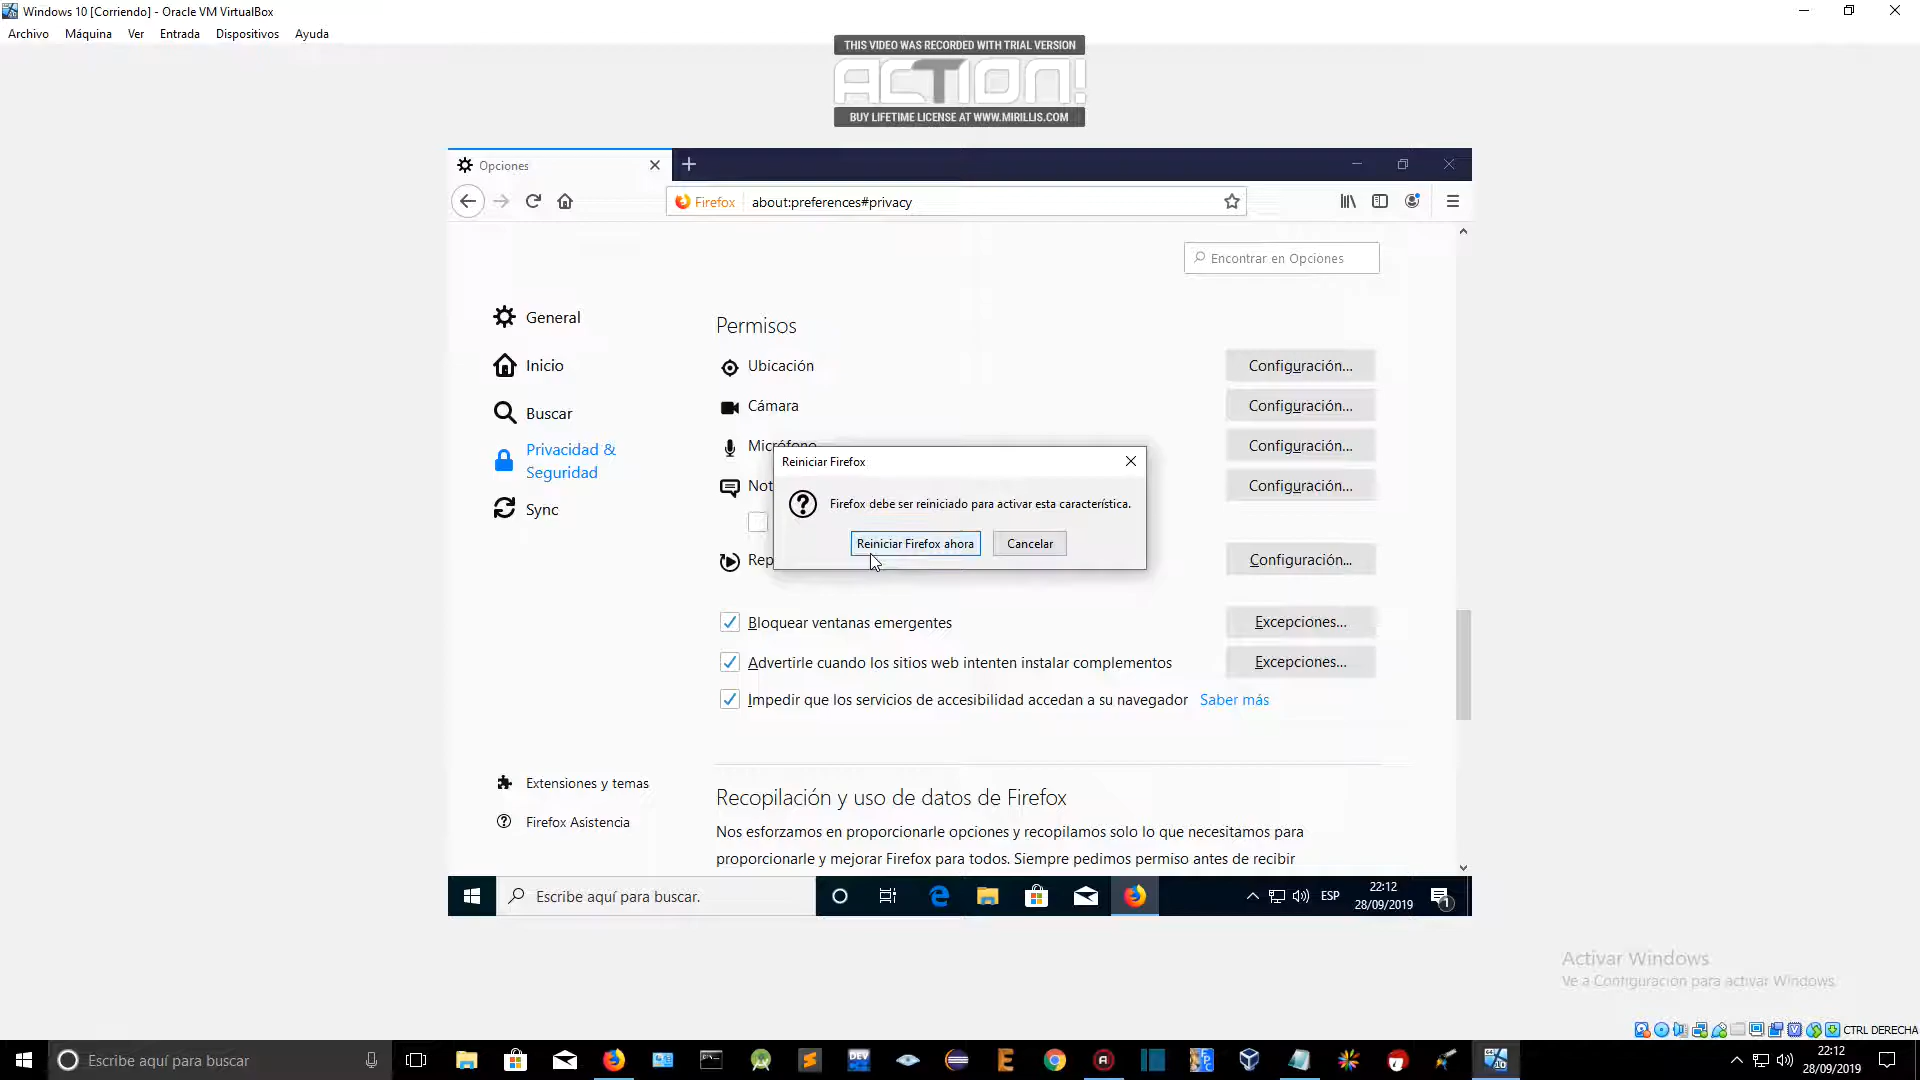 Windows 10 [Corriendo] - Oracle VM VirtualBox
Archivo Máquina Ver Entrada Dispositivos Ayuda
THIS VIDEO WAS RECORDED WITH TRIAL VERSION
ACTION!
BUY LIFETIME LICENSE AT WWW.MIRILLIS.COM
Opciones
Firefox about:preferences#privacy
Encontrar en Opciones
General
Inicio
Buscar
Privacidad &
Seguridad
Sync
Extensiones y temas
Firefox Asistencia
Permisos
Ubicación Configuración...
Cámara Configuración...
Micrófono Configuración...
Not Configuración...
Rep Configuración...
Reiniciar Firefox
Firefox debe ser reiniciado para activar esta característica.
Reiniciar Firefox ahora Cancelar
Bloquear ventanas emergentes Excepciones...
Advertirle cuando los sitios web intenten instalar complementos Excepciones...
Impedir que los servicios de accesibilidad accedan a su navegador Saber más
Recopilación y uso de datos de Firefox
Nos esforzamos en proporcionarle opciones y recopilamos solo lo que necesitamos para
proporcionarle y mejorar Firefox para todos. Siempre pedimos permiso antes de recibir
Escribe aquí para buscar. ESP 22:12
28/09/2019 1
Activar Windows
Ve a Configuración para activar Windows.
CTRL DERECHA
Escribe aquí para buscar DEV 22:12
28/09/2019